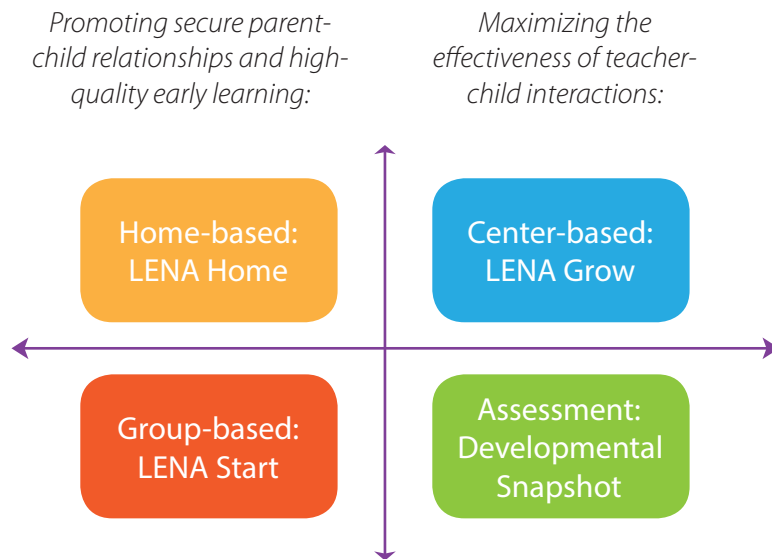 Promoting secure parent-
child relationships and high-
quality early learning:
Maximizing the
effectiveness of teacher-
child interactions:
Home-based:
LENA Home
Center-based:
LENA Grow
Group-based:
LENA Start
Assessment:
Developmental
Snapshot